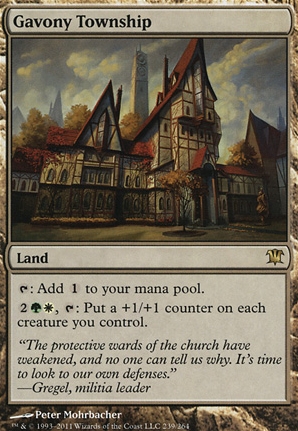 Gavony Township
Land
: Add 1 to your mana pool.
2, : Put a +1/+1 counter on each
creature you control.
“The protective wards of the church have
weakened, and no one can tell us why. It’s time
to look to our own defenses.”
—Gregel, militia leader
Peter Mohrbacher
™ & © 1993–2011 Wizards of the Coast LLC 239/264